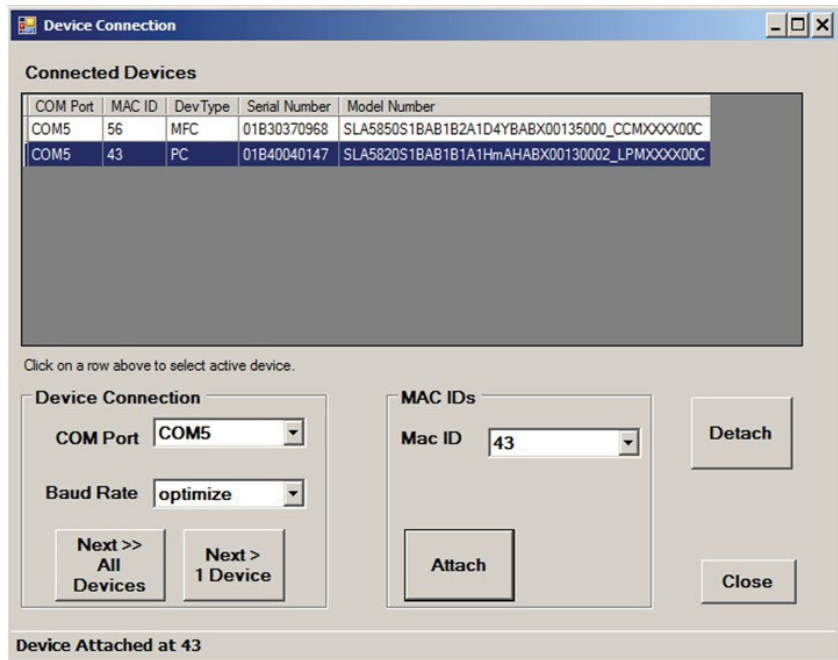 Device Connection
Connected Devices
COM Port MAC ID DevType Serial Number Model Number
COM5 56 MFC 01B30370968 SLA5850S1BAB1B2A1D4YBABX00135000_CCMXXXX00C
COM5 43 PC 01B40040147 SLA5820S1BAB1B1A1HmAHABX00130002_LPMXXXX00C
Click on a row above to select active device.
Device Connection
COM Port COM5
Baud Rate optimize
Next >>
All
Devices
Next >
1 Device
MAC IDs
Mac ID 43
Attach
Detach
Close
Device Attached at 43